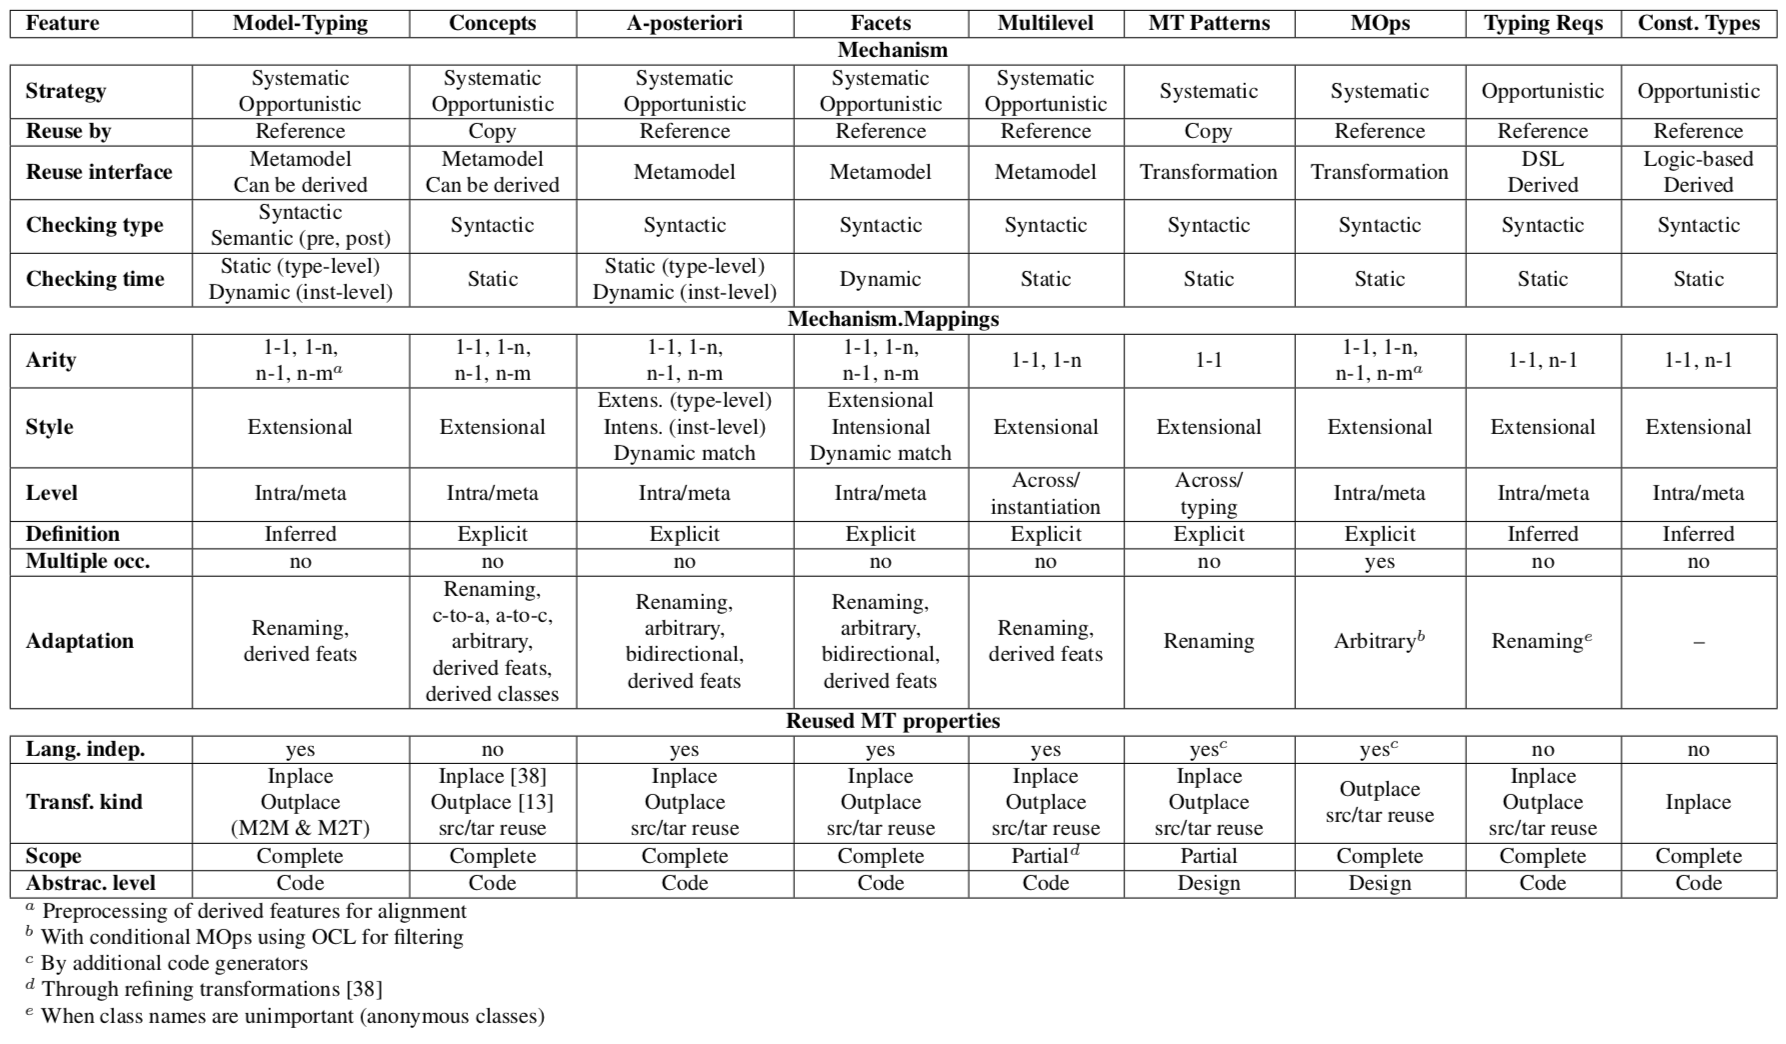 Feature Model-Typing Concepts A-posteriori Facets Multilevel MT Patterns MOps Typing Reqs Const. Types
Mechanism
Strategy Systematic Opportunistic Systematic Opportunistic Systematic Opportunistic Systematic Opportunistic Systematic Opportunistic Systematic Systematic Opportunistic Opportunistic
Reuse by Reference Copy Reference Reference Reference Copy Reference Reference Reference
Reuse interface Metamodel Can be derived Metamodel Can be derived Metamodel Metamodel Metamodel Transformation Transformation DSL Derived Logic-based Derived
Checking type Syntactic Semantic (pre, post) Syntactic Syntactic Syntactic Syntactic Syntactic Syntactic Syntactic Syntactic
Checking time Static (type-level) Dynamic (inst-level) Static Static (type-level) Dynamic (inst-level) Dynamic Static Static Static Static Static
Mechanism.Mappings
Arity 1-1, 1-n, n-1, n-m^a 1-1, 1-n, n-1, n-m 1-1, 1-n, n-1, n-m 1-1, 1-n, n-1, n-m 1-1, 1-n 1-1 1-1, 1-n, n-1, n-m^a 1-1, n-1 1-1, n-1
Style Extensional Extensional Extens. (type-level) Intens. (inst-level) Dynamic match Extensional Intensional Dynamic match Extensional Extensional Extensional Extensional Extensional
Level Intra/meta Intra/meta Intra/meta Intra/meta Across/ instantiation Across/ typing Intra/meta Intra/meta Intra/meta
Definition Inferred Explicit Explicit Explicit Explicit Explicit Explicit Inferred Inferred
Multiple occ. no no no no no no yes no no
Adaptation Renaming, derived feats Renaming, c-to-a, a-to-c, arbitrary, derived feats, derived classes Renaming, arbitrary, bidirectional, derived feats Renaming, arbitrary, bidirectional, derived feats Renaming, derived feats Renaming Arbitrary^b Renaming^e –
Reused MT properties
Lang. indep. yes no yes yes yes yes^c yes^c no no
Transf. kind Inplace Outplace (M2M & M2T) Inplace [38] Outplace [13] src/tar reuse Inplace Outplace src/tar reuse Inplace Outplace src/tar reuse Inplace Outplace src/tar reuse Inplace Outplace src/tar reuse Outplace src/tar reuse Inplace Outplace src/tar reuse Inplace
Scope Complete Complete Complete Complete Partial^d Partial Complete Complete Complete
Abstrac. level Code Code Code Code Code Design Design Code Code
^a Preprocessing of derived features for alignment
^b With conditional MOps using OCL for filtering
^c By additional code generators
^d Through refining transformations [38]
^e When class names are unimportant (anonymous classes)